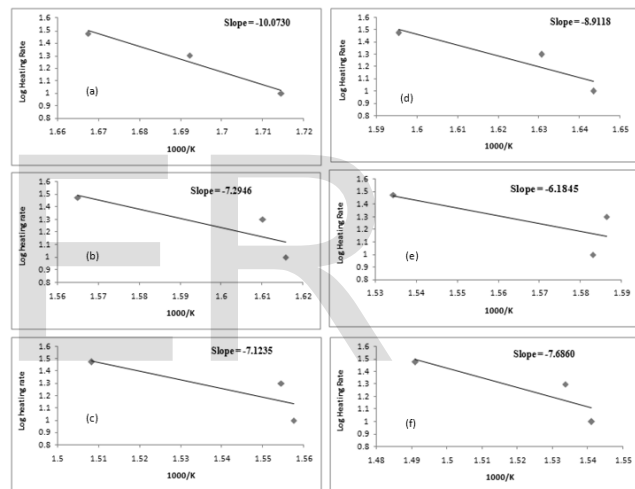 Slope = -10.0730
Log Heating Rate
1.6
1.5
1.4
1.3
1.2
1.1
1
0.9
0.8
(a)
1.66 1.67 1.68 1.69 1.7 1.71 1.72
1000/K
Slope = -8.9118
Log Heating Rate
1.6
1.5
1.4
1.3
1.2
1.1
1
0.9
0.8
(d)
1.59 1.6 1.61 1.62 1.63 1.64 1.65
1000/K
Slope = -7.2946
Log heating Rate
1.6
1.5
1.4
1.3
1.2
1.1
1
0.9
0.8
(b)
1.56 1.57 1.58 1.59 1.6 1.61 1.62
1000/K
Slope = -6.1845
Log Heating Rate
1.6
1.5
1.4
1.3
1.2
1.1
1
0.9
0.8
(e)
1.53 1.54 1.55 1.56 1.57 1.58 1.59
1000/K
Slope = -7.1235
Log Heating rate
1.6
1.5
1.4
1.3
1.2
1.1
1
0.9
0.8
(c)
1.5 1.51 1.52 1.53 1.54 1.55 1.56
1000/K
Slope = -7.6860
Log Heating Rate
1.6
1.5
1.4
1.3
1.2
1.1
1
0.9
0.8
(f)
1.48 1.49 1.5 1.51 1.52 1.53 1.54 1.55
1000/K
ER